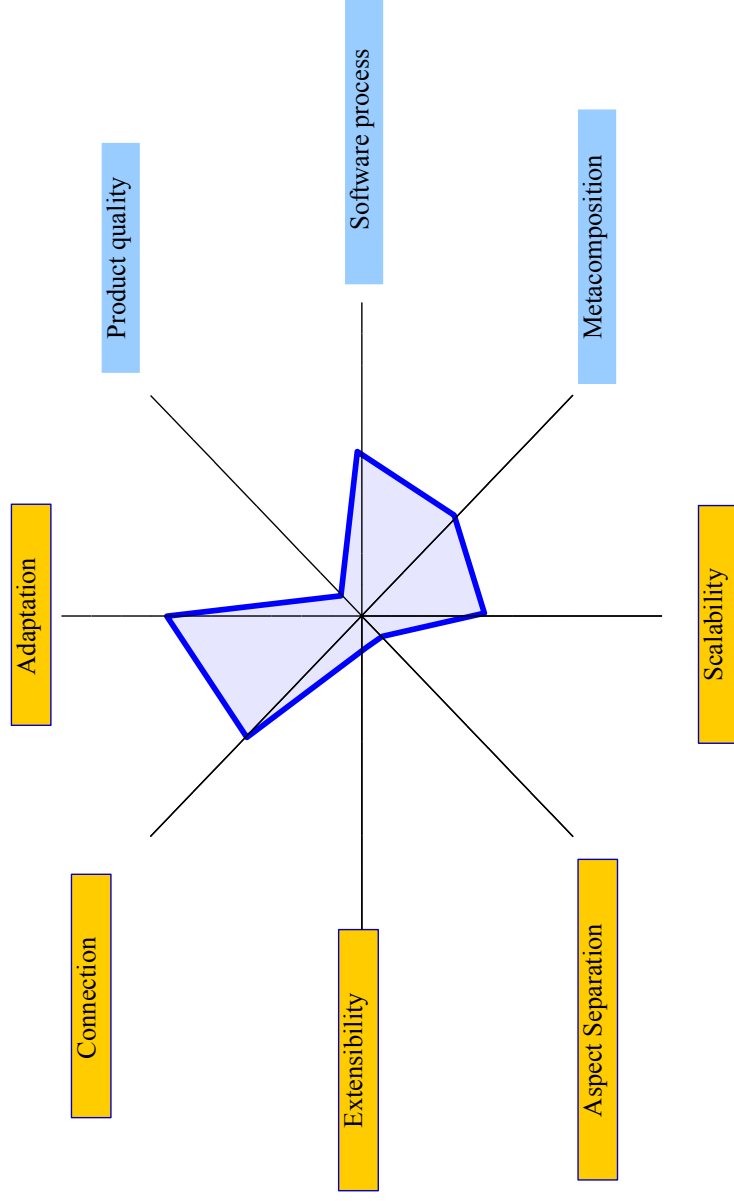 Adaptation
Product quality
Connection
Software process
Extensibility
Metacomposition
Aspect Separation
Scalability